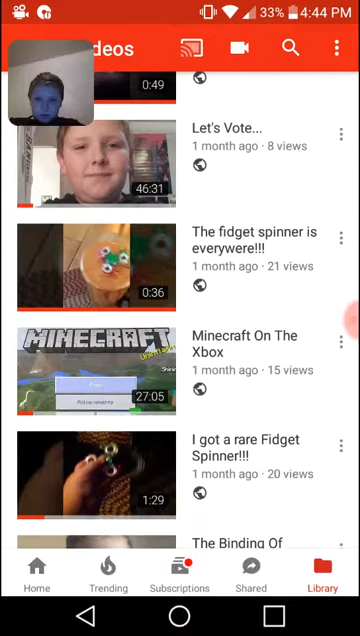 33% 4:44 PM
deos
0:49
Let's Vote...
1 month ago · 8 views
46:31
The fidget spinner is
everywere!!!
1 month ago · 21 views
0:36
MINECRAFT
Play
Achievements
27:05
Minecraft On The
Xbox
1 month ago · 15 views
I got a rare Fidget
Spinner!!!
1 month ago · 20 views
1:29
The Binding Of
Home
Trending
Subscriptions
Shared
Library